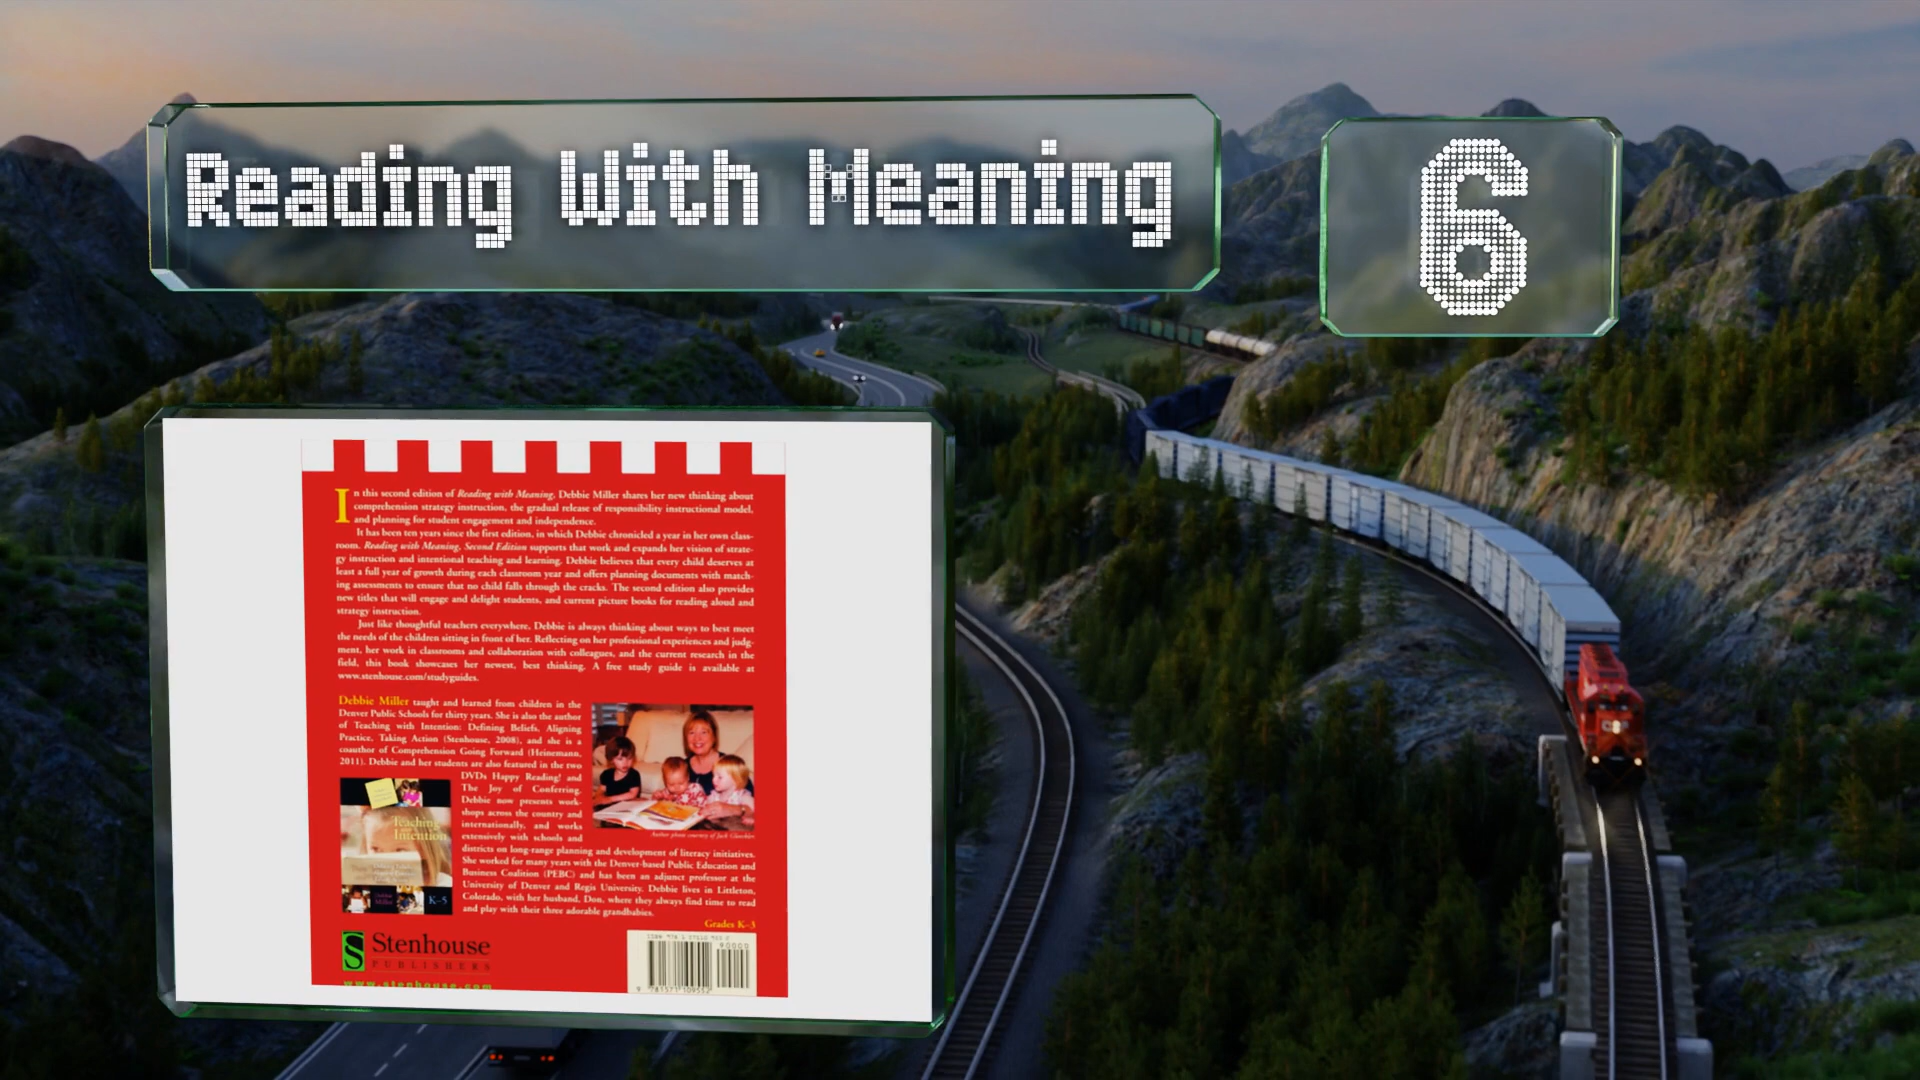 Reading With Meaning
6
In this second edition of Reading with Meaning, Debbie Miller shares her new thinking about
comprehension strategy instruction, the gradual release of responsibility instructional model,
and planning for student engagement and independence.
It has been ten years since the first edition, in which Debbie chronicled a year in her own class-
room. Reading with Meaning, Second Edition supports that work and expands her vision of strate-
gy instruction and intentional teaching and learning. Debbie believes that every child deserves at
least a full year of growth during each classroom year and offers planning documents with match-
ing assessments to ensure that no child falls through the cracks. The second edition also provides
new titles that will engage and delight students, and current picture books for reading aloud and
strategy instruction.
Just like thoughtful teachers everywhere, Debbie is always thinking about ways to best meet
the needs of the children sitting in front of her. Reflecting on her professional experiences and judg-
ment, her work in classrooms and collaboration with colleagues, and the current research in the
field, this book showcases her newest, best thinking. A free study guide is available at
www.stenhouse.com/studyguides.
Debbie Miller taught and learned from children in the
Denver Public Schools for thirty years. She is also the author
of Teaching with Intention: Defining Beliefs, Aligning
Practice, Taking Action (Stenhouse, 2008), and she is a
coauthor of Comprehension Going Forward (Heinemann,
2011). Debbie and her students are also featured in the two
DVDs Happy Reading! and
The Joy of Conferring.
Debbie now presents work-
shops across the country and
internationally, and works
extensively with schools and
districts on long-range planning and development of literacy initiatives.
She worked for many years with the Denver-based Public Education and
Business Coalition (PEBC) and has been an adjunct professor at the
University of Denver and Regis University. Debbie lives in Littleton,
Colorado, with her husband, Don, where they always find time to read
and play with their three adorable grandbabies.
Teaching
Intention
Debbie
Miller
K–5
Author photo courtesy of Jack
Grades K–3
Stenhouse
PUBLISHERS
www.stenhouse.com
90000
9 781571 109552